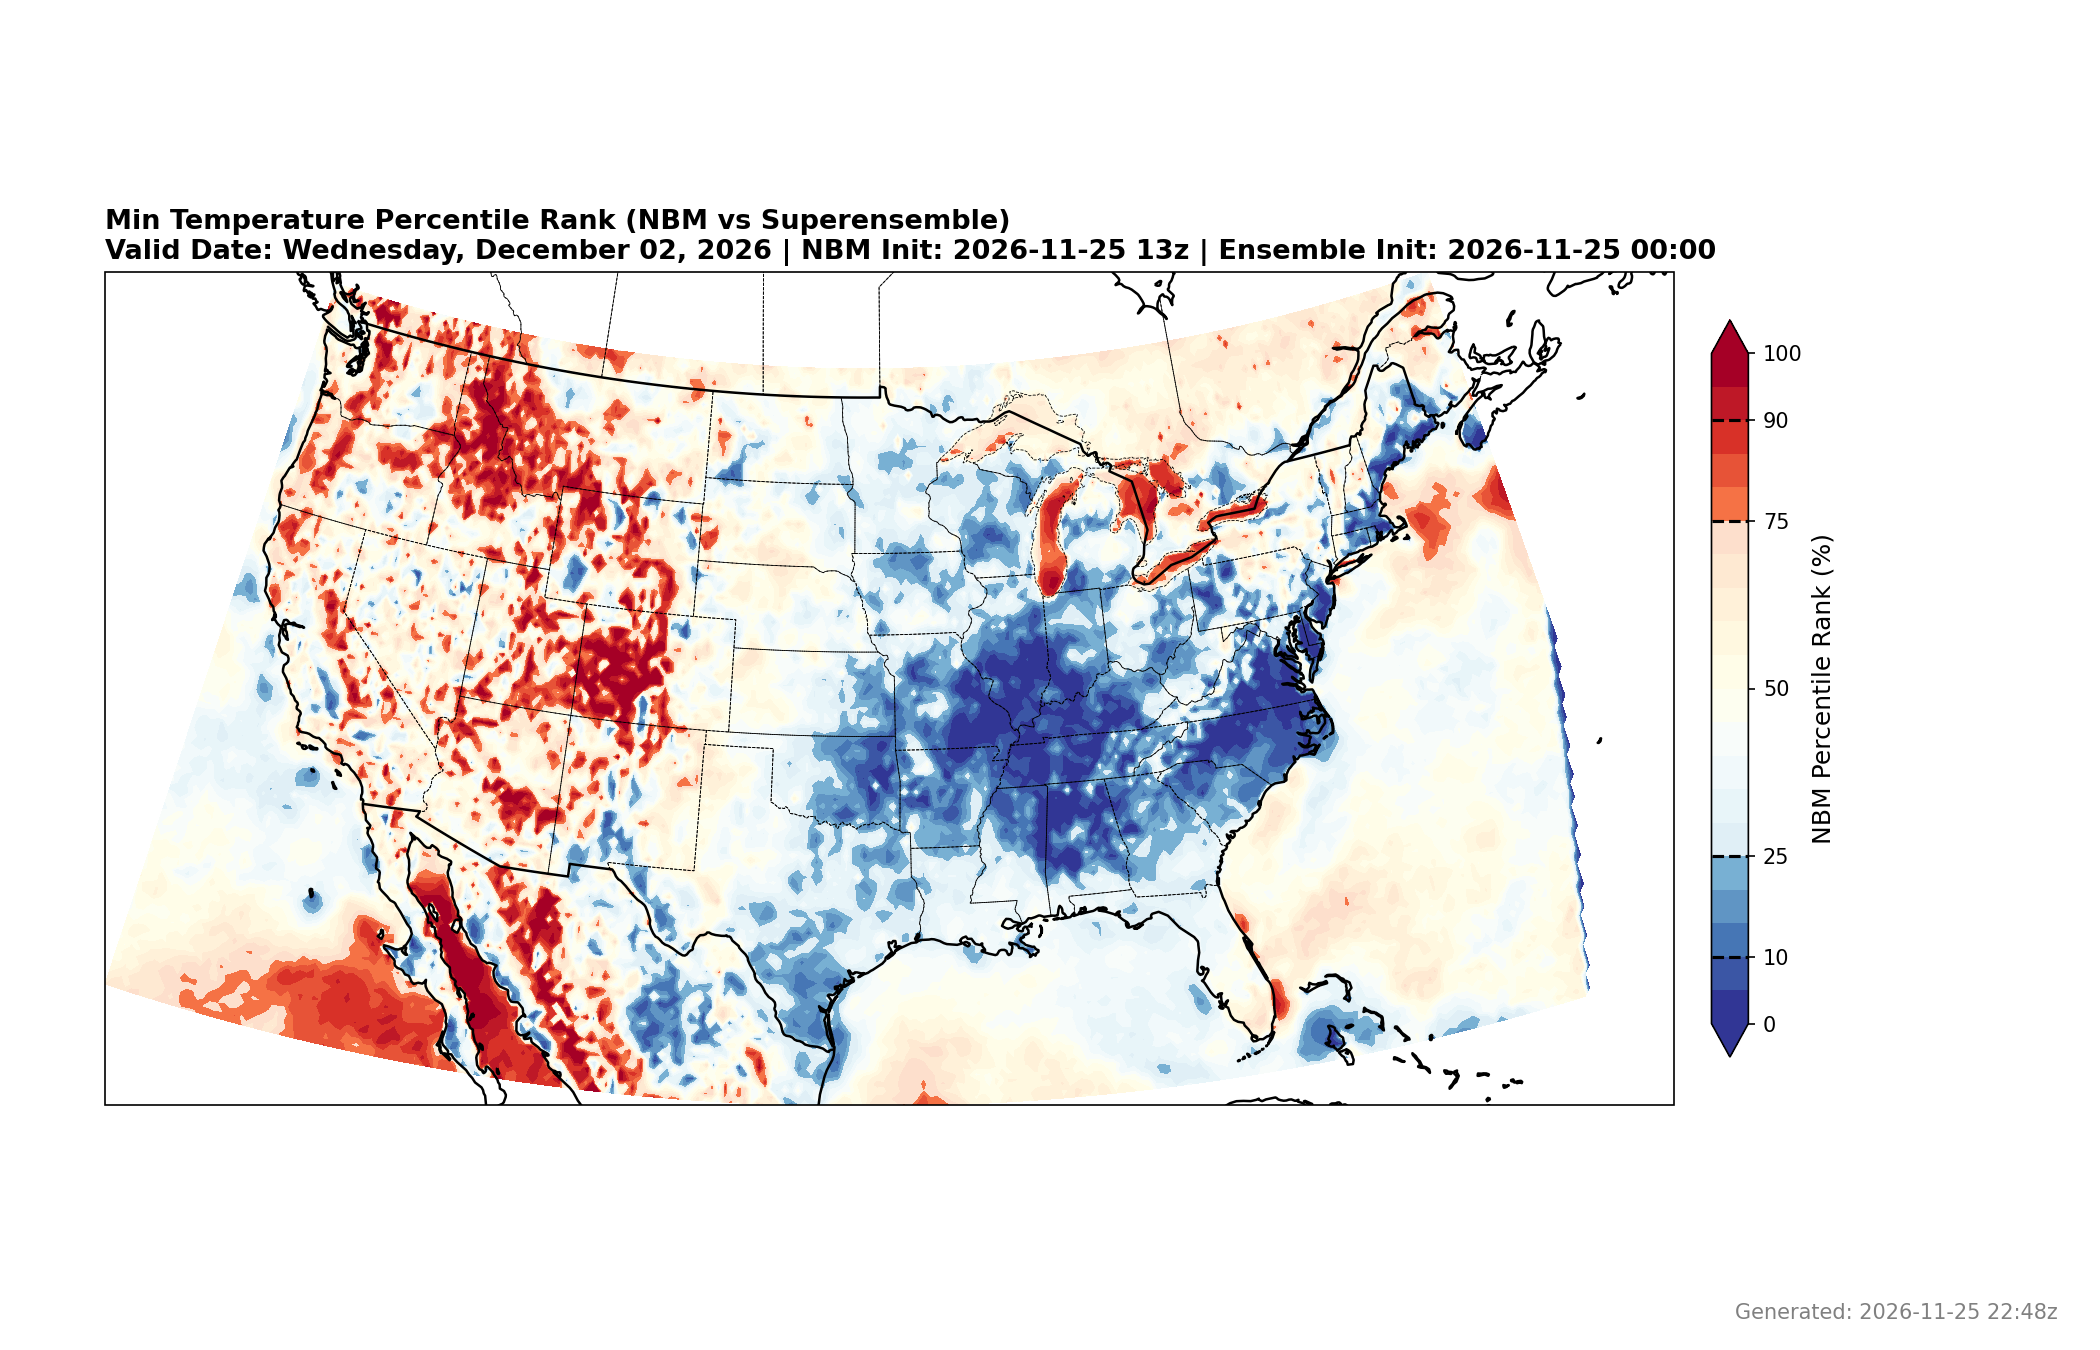 Min Temperature Percentile Rank (NBM vs Superensemble)
Valid Date: Wednesday, December 02, 2026 | NBM Init: 2026-11-25 13z | Ensemble Init: 2026-11-25 00:00
100
90
75
50
25
10
0
NBM Percentile Rank (%)
Generated: 2026-11-25 22:48z